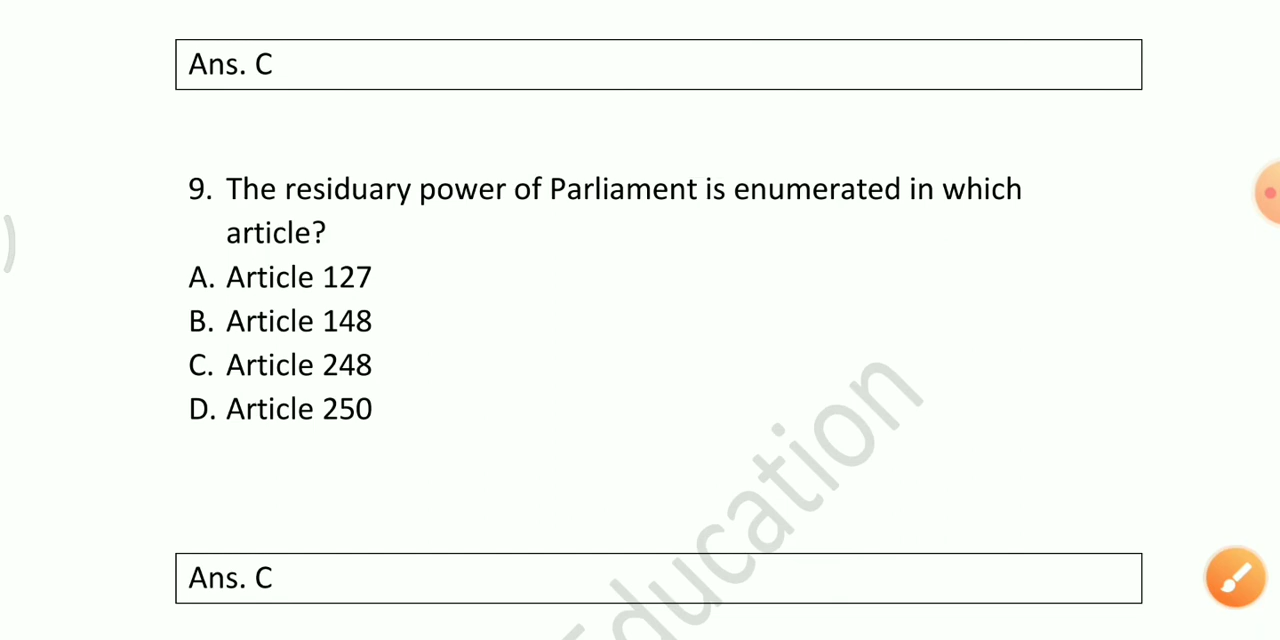 Ans. C
9. The residuary power of Parliament is enumerated in which
article?
A. Article 127
B. Article 148
C. Article 248
D. Article 250
Education
Ans. C